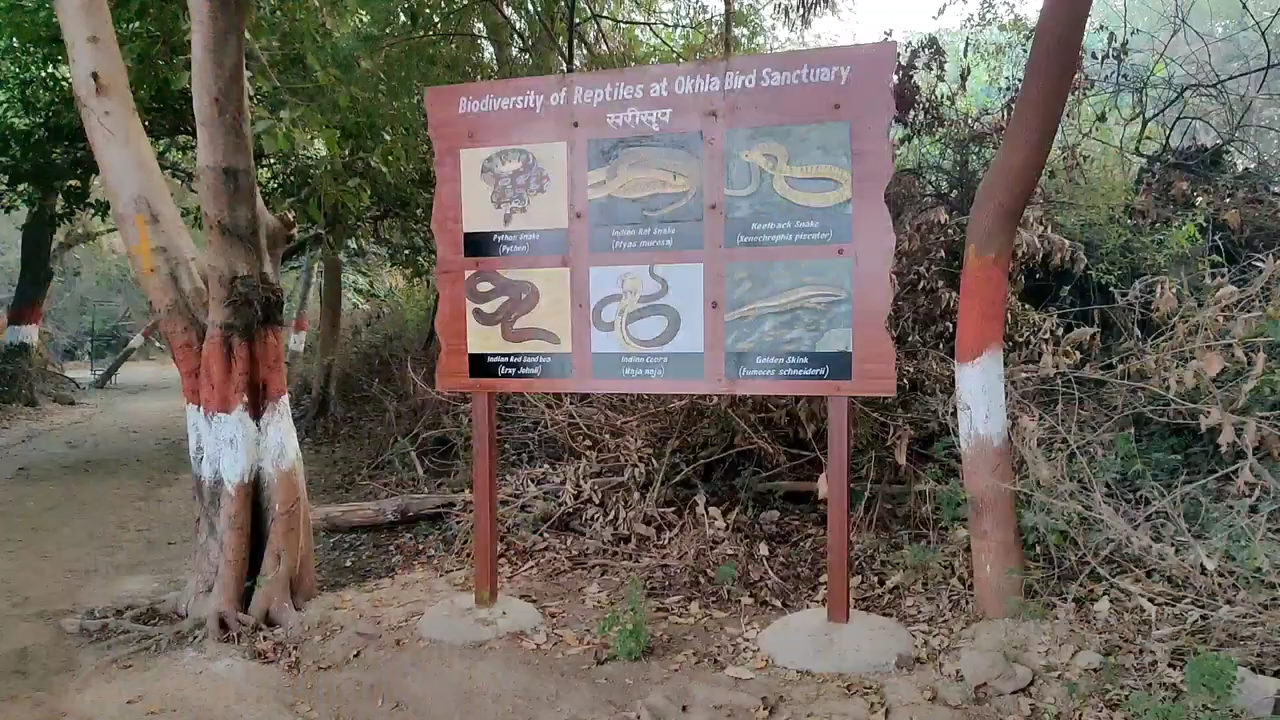 Biodiversity of Reptiles at Okhla Bird Sanctuary
सरीसृप
Python Snake
(Python)
Indian Rat Snake
(Ptyas mucosa)
Keelback Snake
(Xenochrophis piscator)
Indian Red Sand boa
(Eryx Johnii)
Indian Cobra
(Naja naja)
Golden Skink
(Eumeces schneiderii)